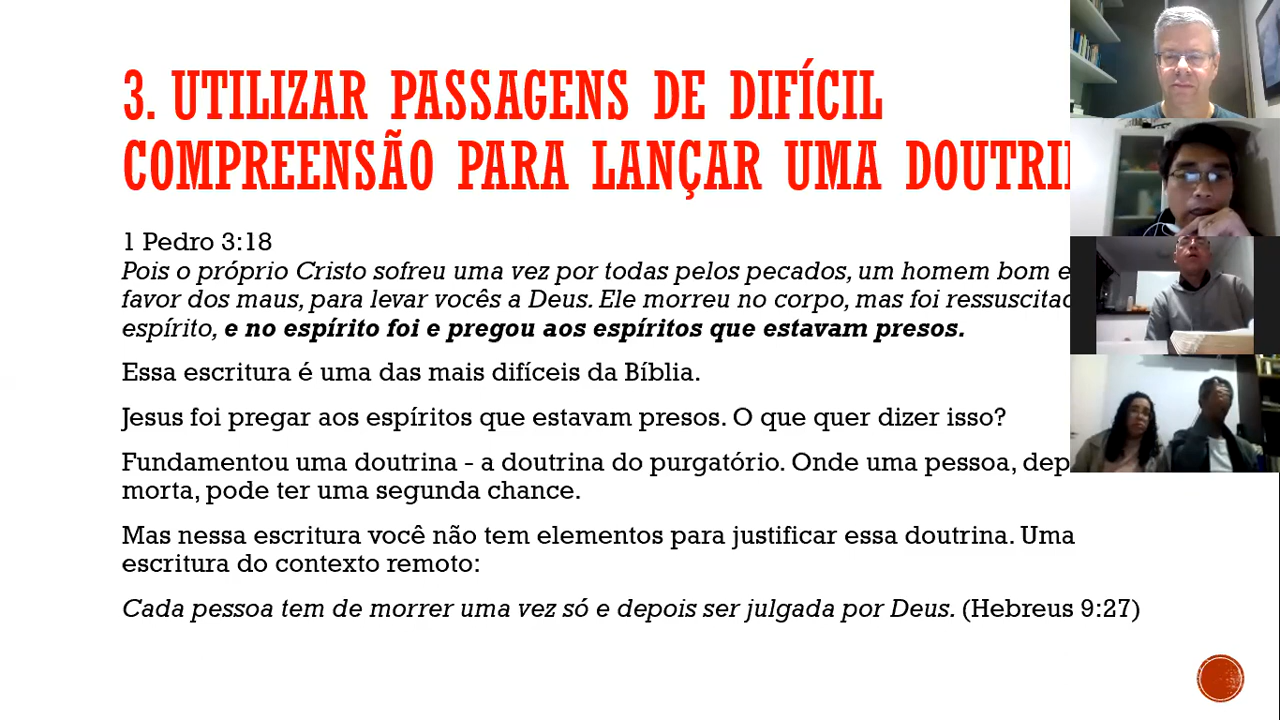 3. UTILIZAR PASSAGENS DE DIFÍCIL
COMPREENSÃO PARA LANÇAR UMA
1 Pedro 3:18
Pois o próprio Cristo sofreu uma vez por todas pelos pecados, um homem bom
favor dos maus, para levar vocês a Deus. Ele morreu no corpo, mas foi
espírito, e no espírito foi e pregou aos espíritos que estavam presos.
Essa escritura é uma das mais difíceis da Bíblia.
Jesus foi pregar aos espíritos que estavam presos. O que quer dizer isso?
Fundamentou uma doutrina - a doutrina do purgatório. Onde uma pessoa,
morta, pode ter uma segunda chance.
Mas nessa escritura você não tem elementos para justificar essa doutrina. Uma
escritura do contexto remoto:
Cada pessoa tem de morrer uma vez só e depois ser julgada por Deus. (Hebreus 9:27)